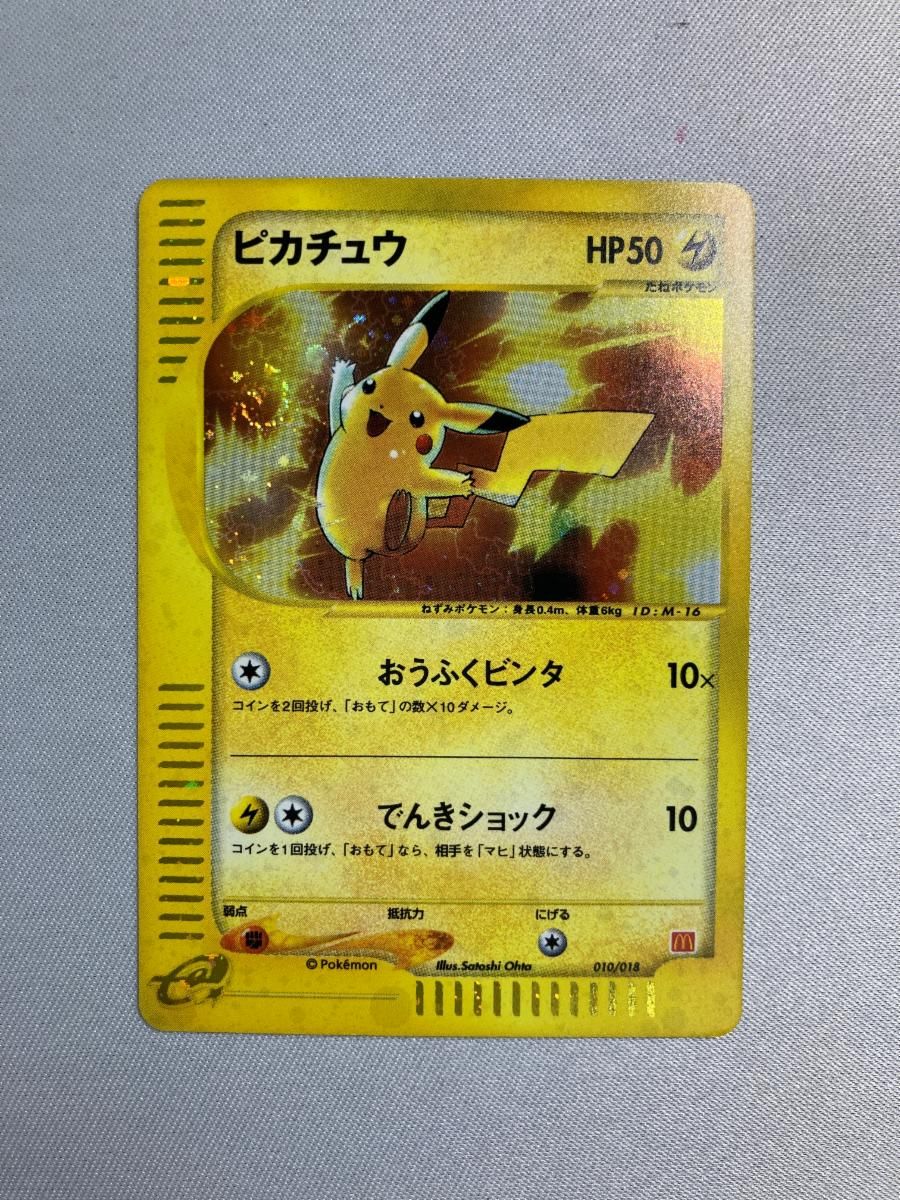 ピカチュウ HP50
たねポケモン
ねずみポケモン：身長0.4m、体重6kg ID:M-16
おうふくビンタ 10×
コインを2回投げ、「おもて」の数×10ダメージ。
でんきショック 10
コインを1回投げ、「おもて」なら、相手を「マヒ」状態にする。
弱点 抵抗力 にげる
©Pokémon Illus.Satoshi Ohta 010/018